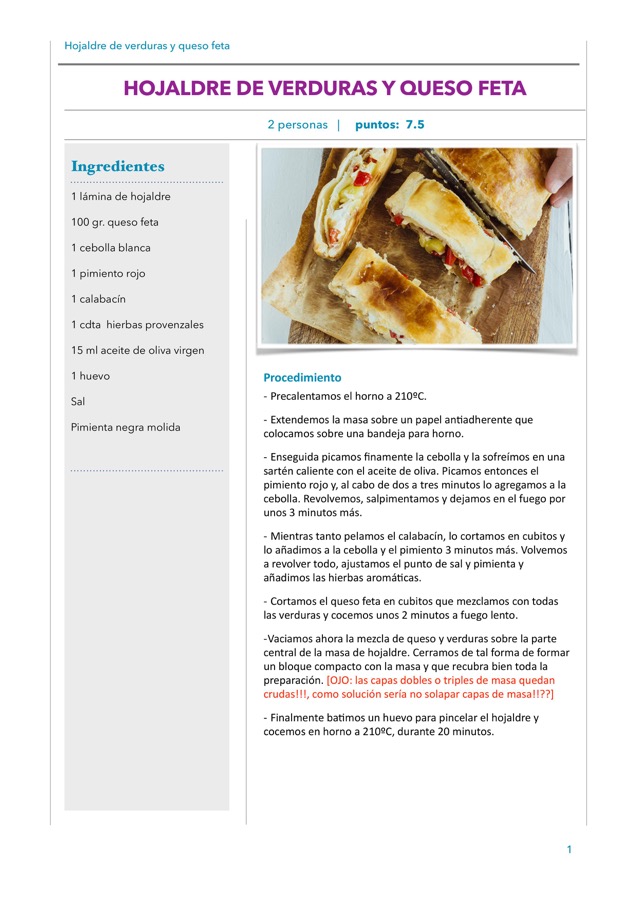 Hojaldre de verduras y queso feta
HOJALDRE DE VERDURAS Y QUESO FETA
2 personas | puntos: 7.5
Ingredientes
1 lámina de hojaldre
100 gr. queso feta
1 cebolla blanca
1 pimiento rojo
1 calabacín
1 cdta hierbas provenzales
15 ml aceite de oliva virgen
1 huevo
Sal
Pimienta negra molida
Procedimiento
- Precalentamos el horno a 210ºC.
- Extendemos la masa sobre un papel antiadherente que
colocamos sobre una bandeja para horno.
- Enseguida picamos finamente la cebolla y la sofreímos en una
sartén caliente con el aceite de oliva. Picamos entonces el
pimiento rojo y, al cabo de dos a tres minutos lo agregamos a la
cebolla. Revolvemos, salpimentamos y dejamos en el fuego por
unos 3 minutos más.
- Mientras tanto pelamos el calabacín, lo cortamos en cubitos y
lo añadimos a la cebolla y el pimiento 3 minutos más. Volvemos
a revolver todo, ajustamos el punto de sal y pimienta y
añadimos las hierbas aromáticas.
- Cortamos el queso feta en cubitos que mezclamos con todas
las verduras y cocemos unos 2 minutos a fuego lento.
-Vaciamos ahora la mezcla de queso y verduras sobre la parte
central de la masa de hojaldre. Cerramos de tal forma de formar
un bloque compacto con la masa y que recubra bien toda la
preparación. [OJO: las capas dobles o triples de masa quedan
crudas!!!, como solución sería no solapar capas de masa!!??]
- Finalmente batimos un huevo para pincelar el hojaldre y
cocemos en horno a 210ºC, durante 20 minutos.
1